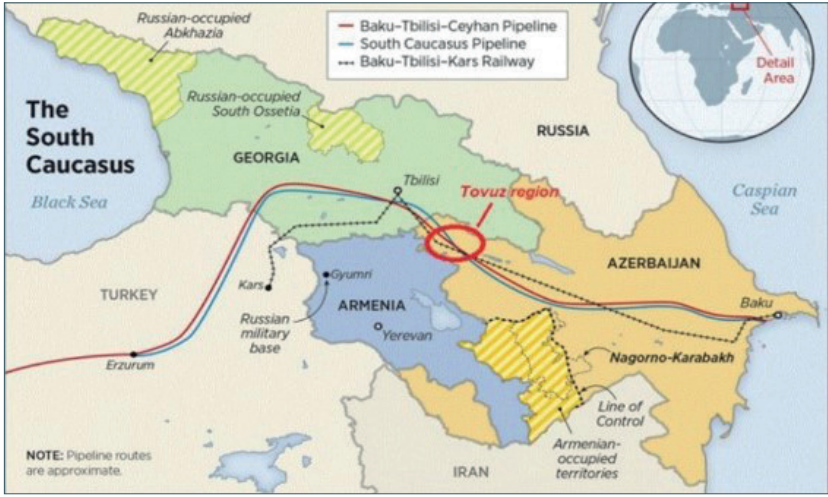 Russian-occupied
Abkhazia
Baku–Tbilisi–Ceyhan Pipeline
South Caucasus Pipeline
Baku–Tbilisi–Kars Railway
Detail
Area
The
South
Caucasus
Russian-occupied
South Ossetia
RUSSIA
GEORGIA
Black Sea
Tbilisi
Tovuz region
Caspian
Sea
AZERBAIJAN
TURKEY
Kars
Gyumri
ARMENIA
Baku
Russian
military
base
Yerevan
Nagorno-Karabakh
Erzurum
Line of
Control
Armenian-
occupied
territories
NOTE: Pipeline routes
are approximate.
IRAN